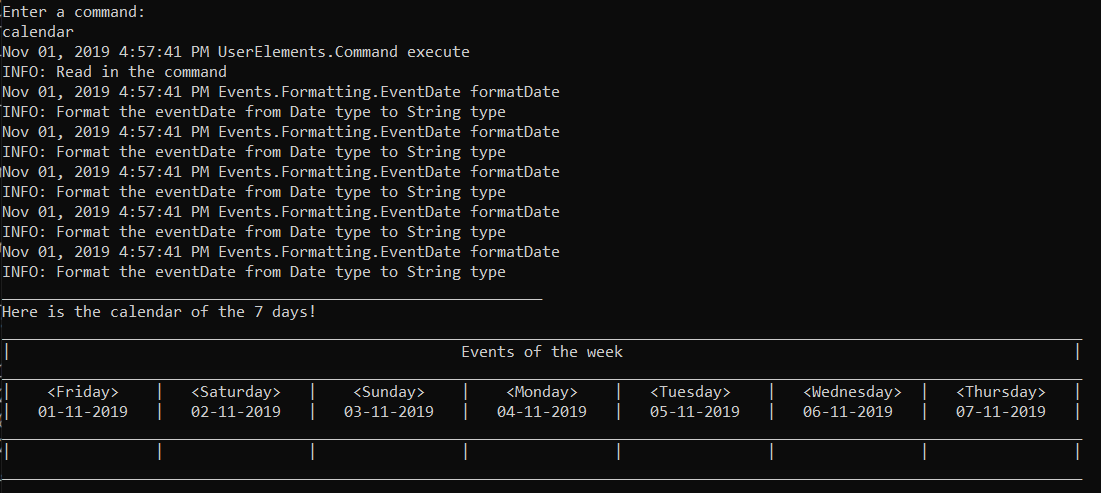 Enter a command:
calendar
Nov 01, 2019 4:57:41 PM UserElements.Command execute
INFO: Read in the command
Nov 01, 2019 4:57:41 PM Events.Formatting.EventDate formatDate
INFO: Format the eventDate from Date type to String type
Nov 01, 2019 4:57:41 PM Events.Formatting.EventDate formatDate
INFO: Format the eventDate from Date type to String type
Nov 01, 2019 4:57:41 PM Events.Formatting.EventDate formatDate
INFO: Format the eventDate from Date type to String type
Nov 01, 2019 4:57:41 PM Events.Formatting.EventDate formatDate
INFO: Format the eventDate from Date type to String type
Nov 01, 2019 4:57:41 PM Events.Formatting.EventDate formatDate
INFO: Format the eventDate from Date type to String type
Here is the calendar of the 7 days!
| Events of the week |
| <Friday> | <Saturday> | <Sunday> | <Monday> | <Tuesday> | <Wednesday> | <Thursday> |
| 01-11-2019 | 02-11-2019 | 03-11-2019 | 04-11-2019 | 05-11-2019 | 06-11-2019 | 07-11-2019 |